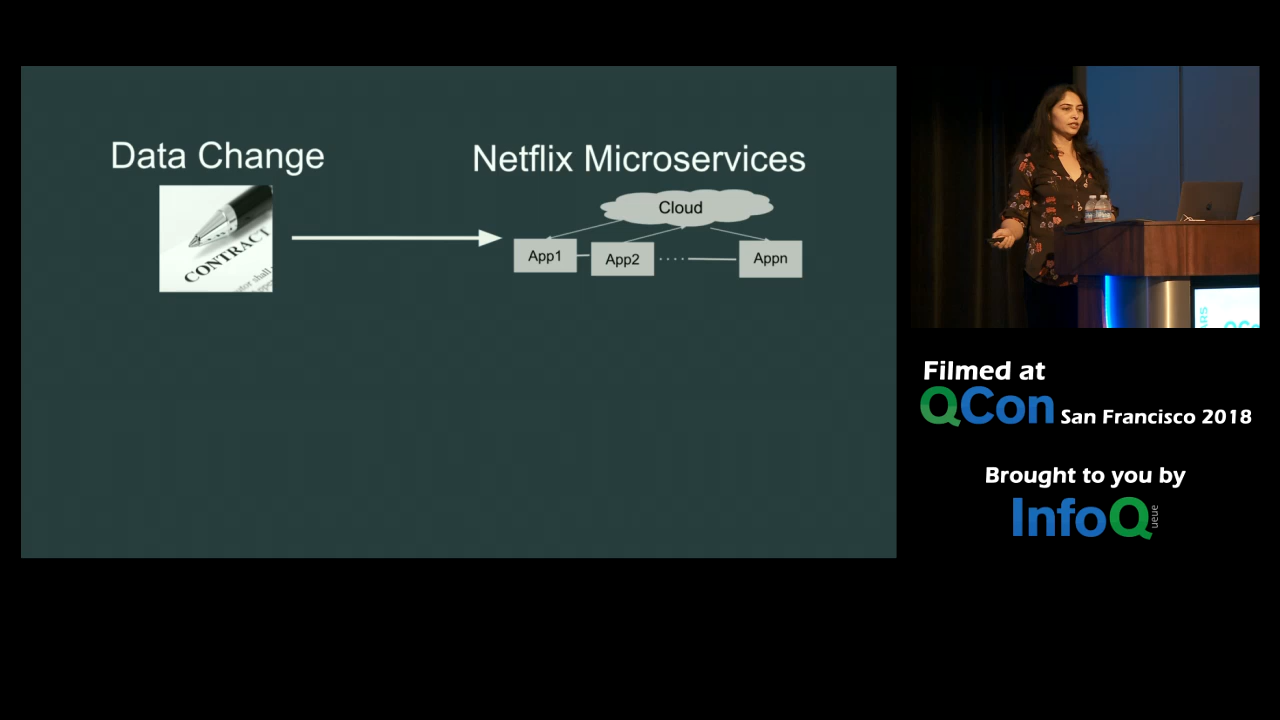 Data Change
Netflix Microservices
CONTRACT
Cloud
App1
App2
Appn
Filmed at
QCon San Francisco 2018
Brought to you by
InfoQ
ueue